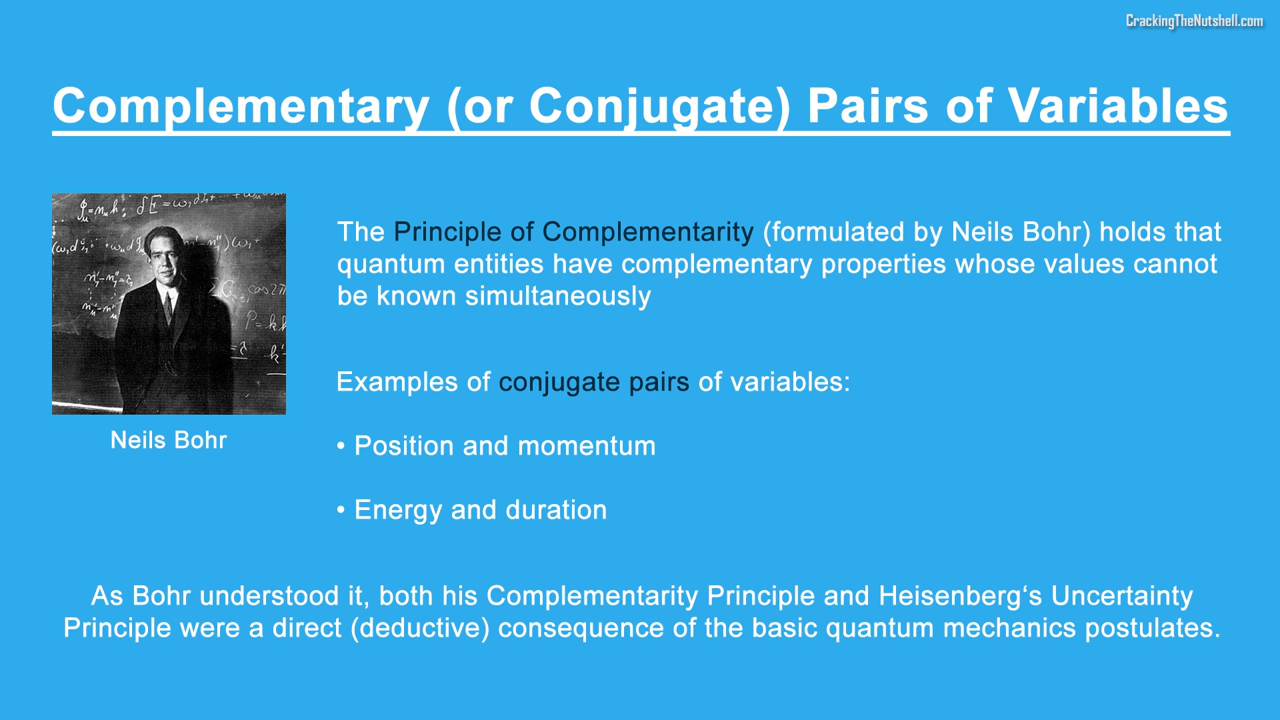 CrackingTheNutshell.com
Complementary (or Conjugate) Pairs of Variables
The Principle of Complementarity (formulated by Neils Bohr) holds that
quantum entities have complementary properties whose values cannot
be known simultaneously
Neils Bohr
Examples of conjugate pairs of variables:
• Position and momentum
• Energy and duration
As Bohr understood it, both his Complementarity Principle and Heisenberg‘s Uncertainty
Principle were a direct (deductive) consequence of the basic quantum mechanics postulates.